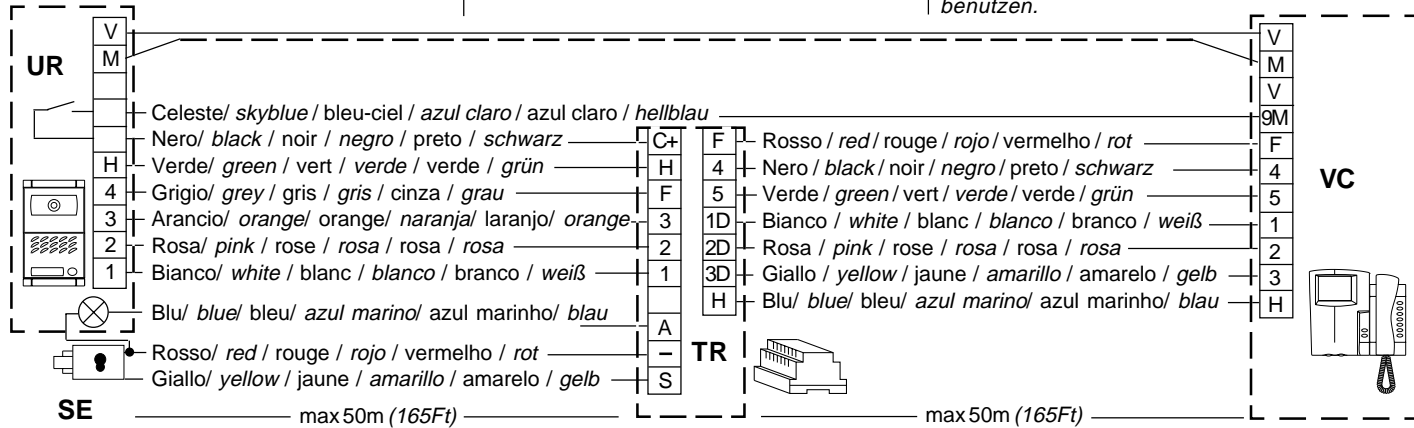 benutzen.
UR
V
M
H
4
3
2
1
Celeste/ skyblue / bleu-ciel / azul claro / azul claro / hellblau
Nero/ black / noir / negro / preto / schwarz
Verde/ green / vert / verde / verde / grün
Grigio/ grey / gris / gris / cinza / grau
Arancio/ orange/ orange/ naranja/ laranjo/ orange
Rosa/ pink / rose / rosa / rosa / rosa
Bianco/ white / blanc / blanco / branco / weiß
Blu/ blue/ bleu/ azul marino/ azul marinho/ blau
Rosso/ red / rouge / rojo / vermelho / rot
Giallo/ yellow / jaune / amarillo / amarelo / gelb
SE
max 50m (165Ft)
C+
H
F
3
2
1
A
–
S
TR
F
4
5
1D
2D
3D
H
Rosso / red / rouge / rojo / vermelho / rot
Nero / black / noir / negro / preto / schwarz
Verde / green / vert / verde / verde / grün
Bianco / white / blanc / blanco / branco / weiß
Rosa / pink / rose / rosa / rosa / rosa
Giallo / yellow / jaune / amarillo / amarelo / gelb
Blu/ blue/ bleu/ azul marino/ azul marinho/ blau
max 50m (165Ft)
V
M
V
9M
F
4
5
1
2
3
H
VC